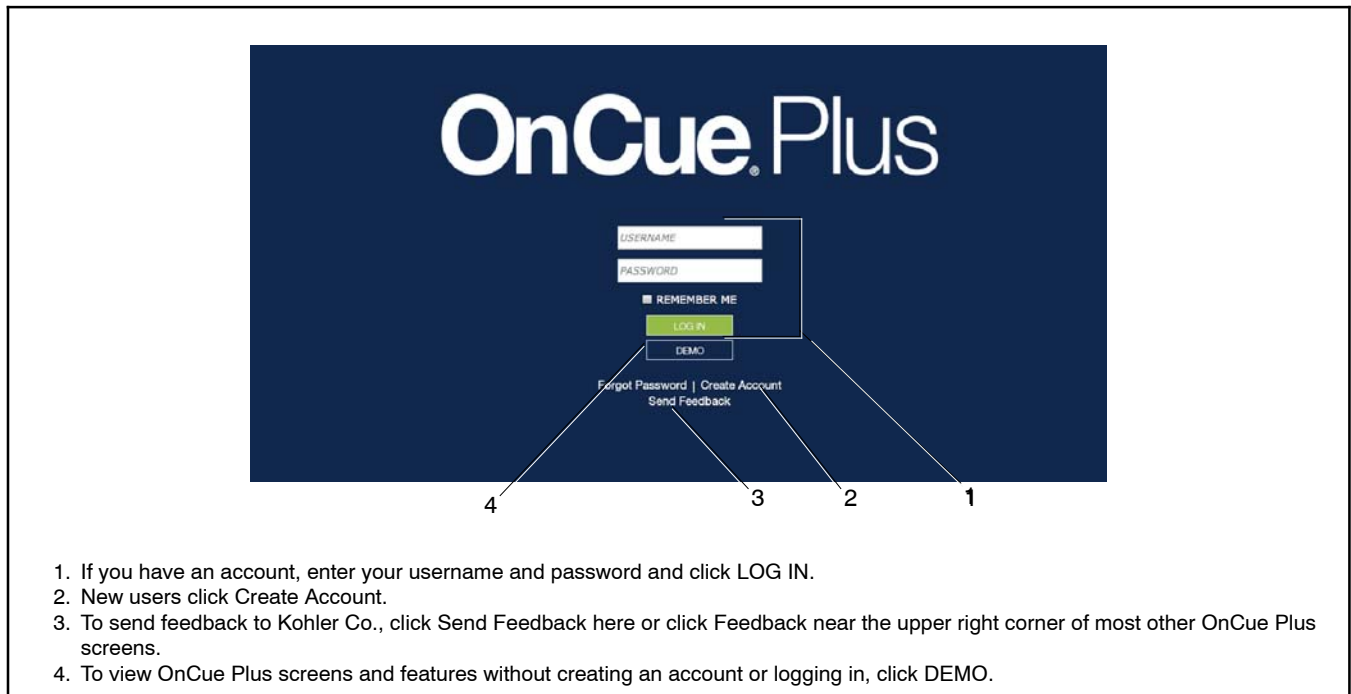 OnCue® Plus
USERNAME
PASSWORD
REMEMBER ME
LOG IN
DEMO
Forgot Password | Create Account
Send Feedback
4 3 2 1
1. If you have an account, enter your username and password and click LOG IN.
2. New users click Create Account.
3. To send feedback to Kohler Co., click Send Feedback here or click Feedback near the upper right corner of most other OnCue Plus
screens.
4. To view OnCue Plus screens and features without creating an account or logging in, click DEMO.